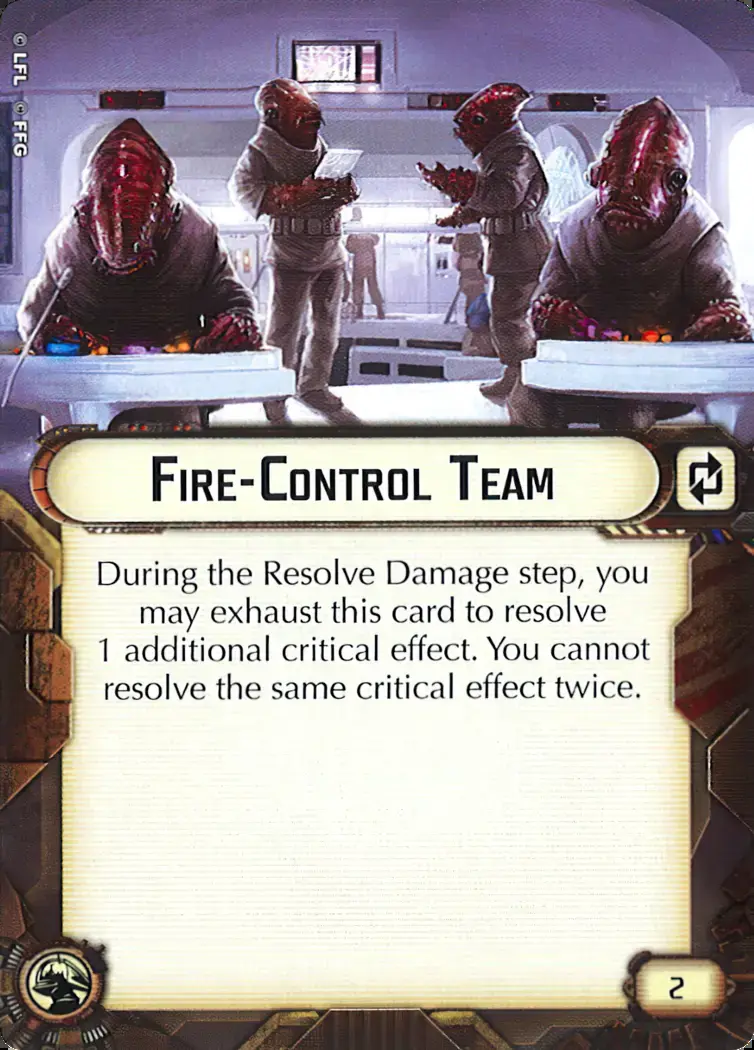 © LFL © FFG
Fire-Control Team
During the Resolve Damage step, you
may exhaust this card to resolve
1 additional critical effect. You cannot
resolve the same critical effect twice.
2